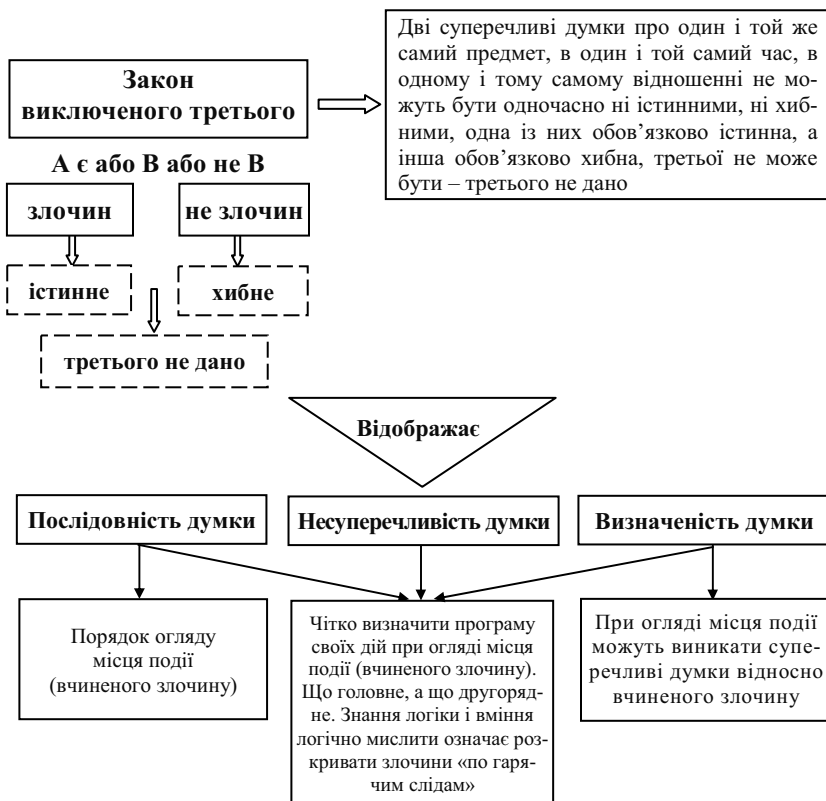 Закон
виключеного третього
Дві суперечливі думки про один і той же
самий предмет, в один і той самий час, в
одному і тому самому відношенні не мо-
жуть бути одночасно ні істинними, ні хиб-
ними, одна із них обов’язково істинна, а
інша обов’язково хибна, третьої не може
бути – третього не дано
А є або В або не В
злочин
не злочин
істинне
хибне
третього не дано
Відображає
Послідовність думки
Несуперечливість думки
Визначеність думки
Порядок огляду
місця події
(вчиненого злочину)
Чітко визначити програму
своїх дій при огляді місця
події (вчиненого злочину).
Що головне, а що другоряд-
не. Знання логіки і вміння
логічно мислити означає роз-
кривати злочини «по гаря-
чим слідам»
При огляді місця події
можуть виникати супе-
речливі думки відносно
вчиненого злочину